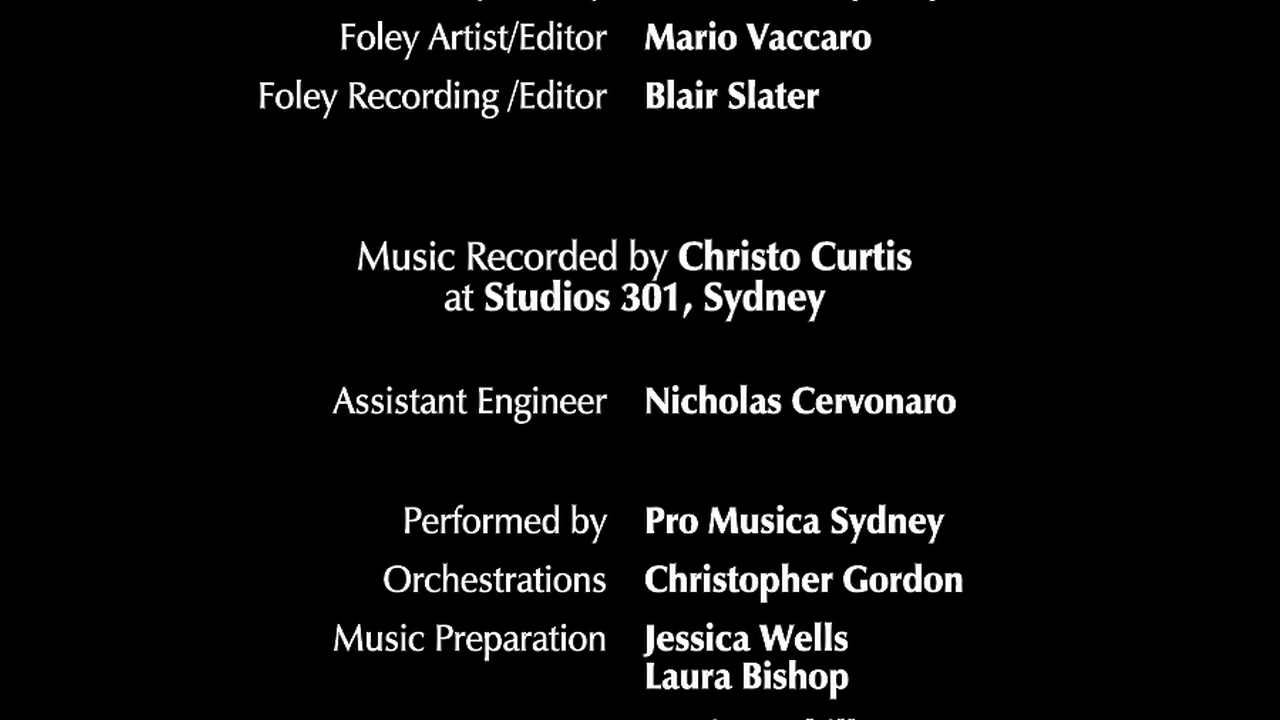 Foley Artist/Editor Mario Vaccaro
Foley Recording /Editor Blair Slater
Music Recorded by Christo Curtis
at Studios 301, Sydney
Assistant Engineer Nicholas Cervonaro
Performed by Pro Musica Sydney
Orchestrations Christopher Gordon
Music Preparation Jessica Wells
Laura Bishop